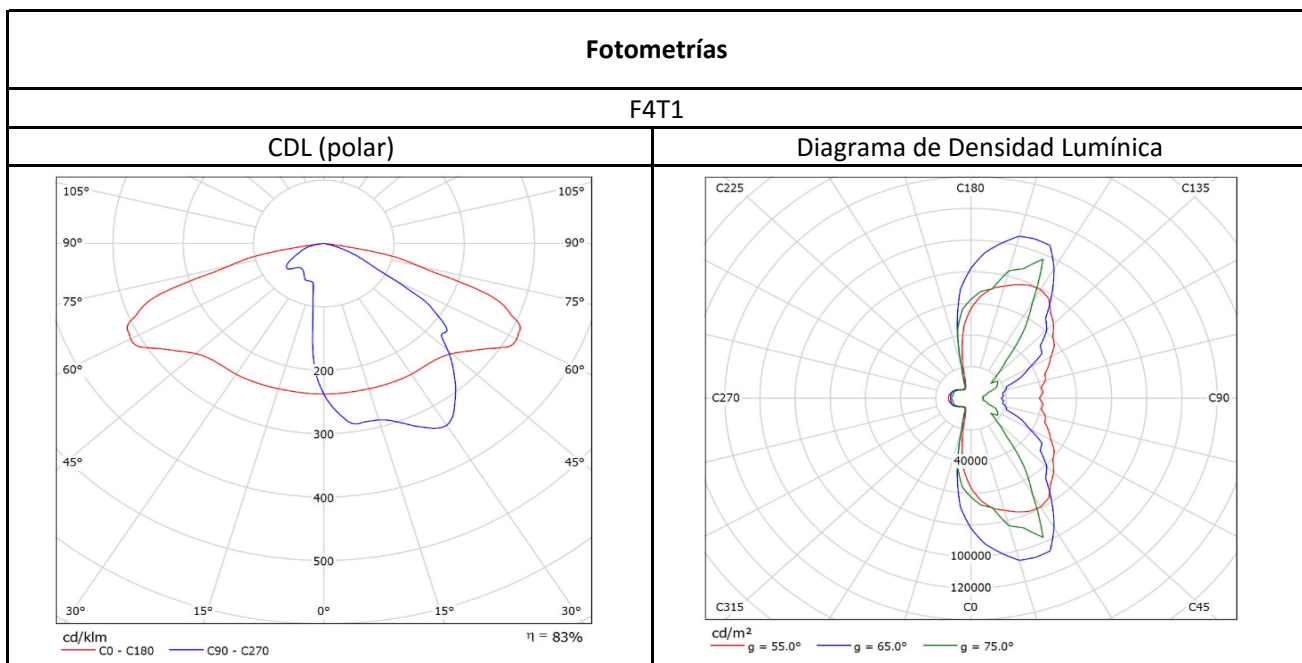 Fotometrías
F4T1
CDL (polar)
Diagrama de Densidad Lumínica
105°
105°
90°
90°
75°
75°
60°
60°
45°
45°
30°
15°
0°
15°
30°
200
300
400
500
cd/klm
η = 83%
C0 - C180
C90 - C270
C225
C180
C135
C270
C90
40000
100000
120000
C315
C0
C45
cd/m²
g = 55.0°
g = 65.0°
g = 75.0°